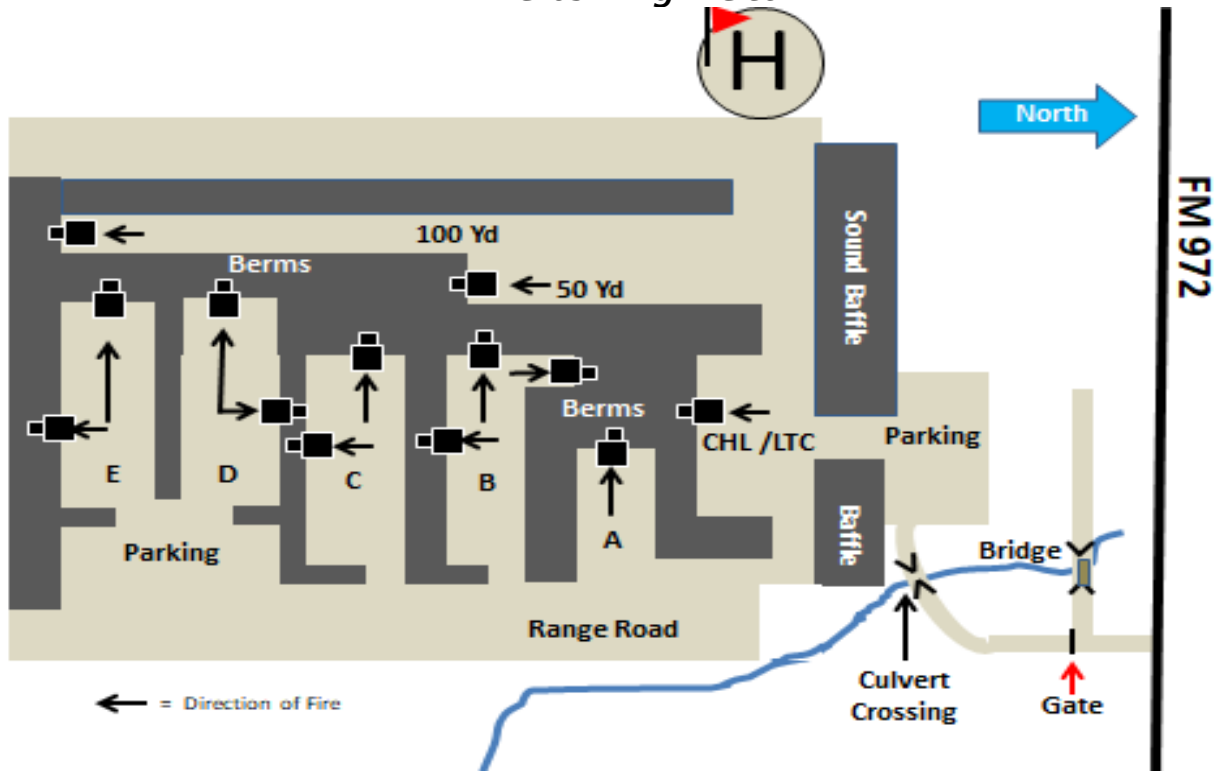 H
North
FM 972
Sound Baffle
100 Yd
Berms
50 Yd
Berms
CHL /LTC
Parking
E
D
C
B
A
Baffle
Parking
Bridge
Range Road
Culvert
Crossing
Gate
= Direction of Fire